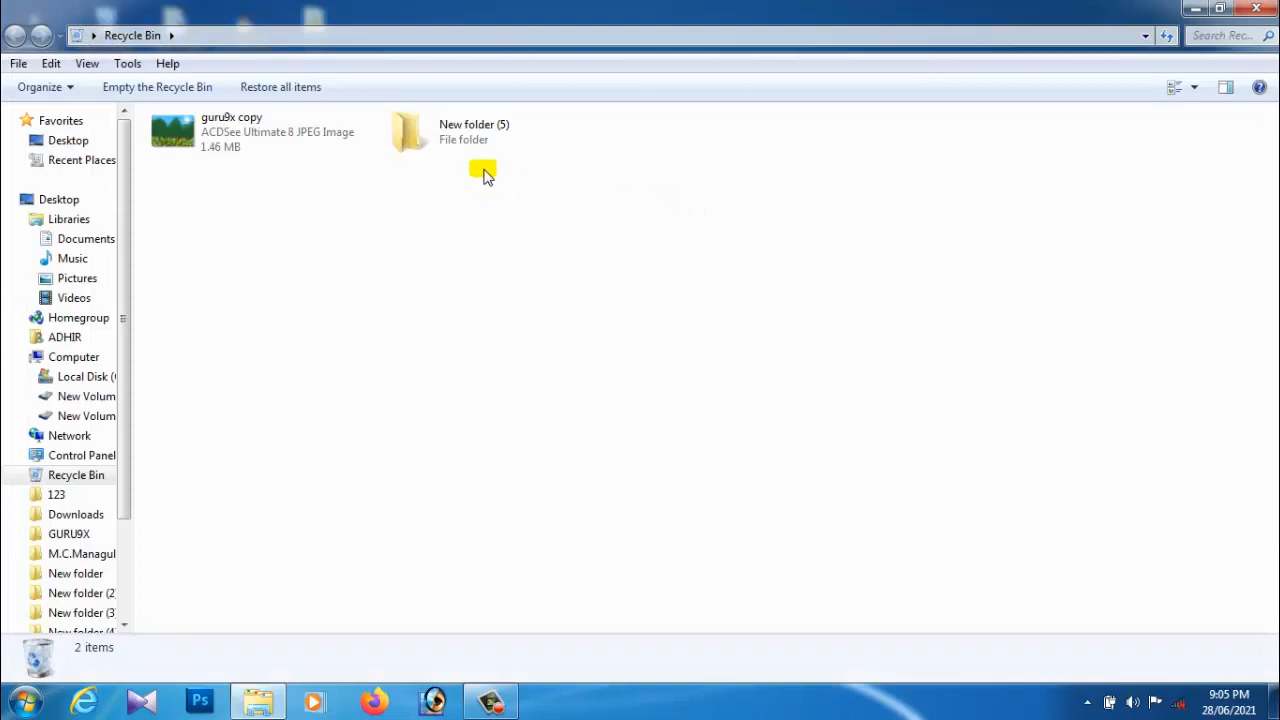 Recycle Bin
Search Rec...
File Edit View Tools Help
Organize Empty the Recycle Bin Restore all items
Favorites
Desktop
Recent Places
Desktop
Libraries
Documents
Music
Pictures
Videos
Homegroup
ADHIR
Computer
Local Disk (
New Volum
New Volum
Network
Control Panel
Recycle Bin
123
Downloads
GURU9X
M.C.Managul
New folder
New folder (2
New folder (3
New folder (4
guru9x copy
ACDSee Ultimate 8 JPEG Image
1.46 MB
New folder (5)
File folder
2 items
Ps
9:05 PM
28/06/2021